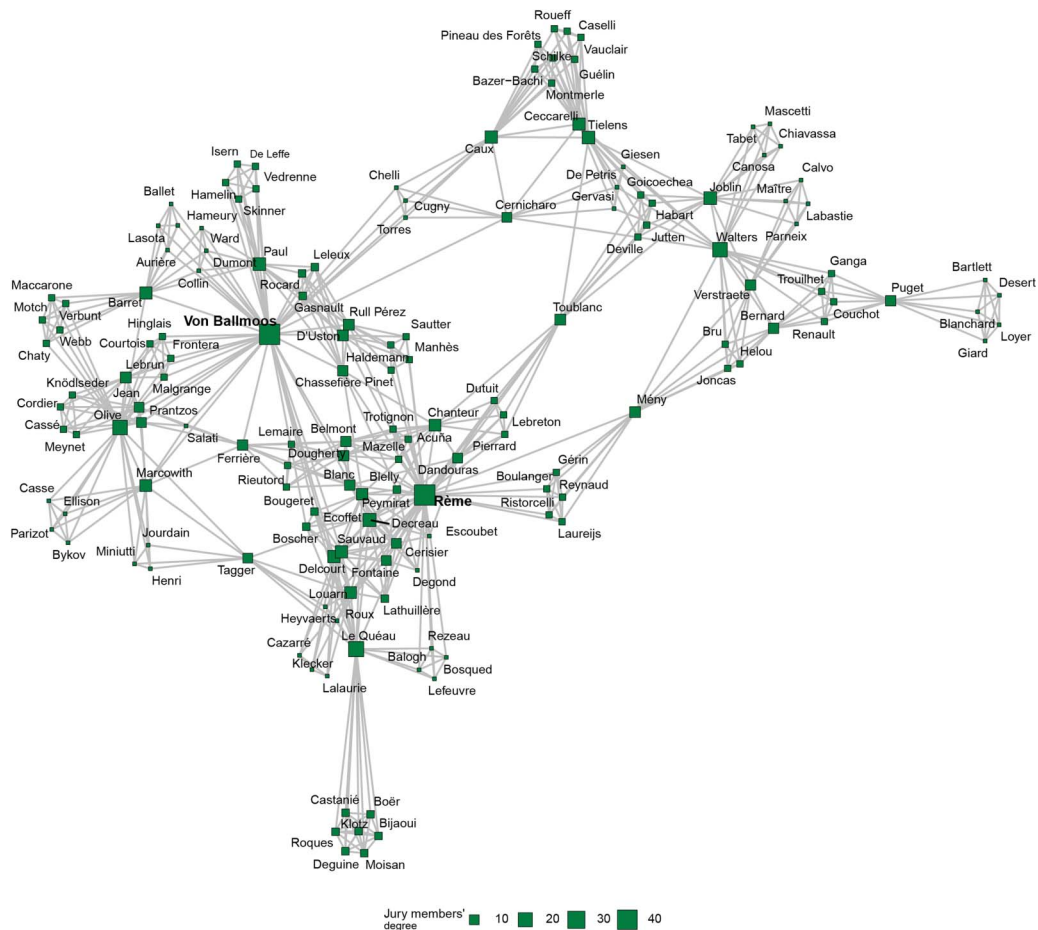 Roueff
Caselli
Pineau des Forêts
Schilke
Vauclair
Bazer−Bachi
Guélin
Montmerle
Ceccarelli
Tielens
Caux
Mascetti
Tabet
Chiavassa
Canosa
Isern
De Leffe
Vedrenne
Hamelin
Skinner
Chelli
Giesen
De Petris
Goicoechea
Joblin
Calvo
Maître
Ballet
Hameury
Cugny
Cernicharo
Gervasi
Habart
Labastie
Torres
Deville
Jutten
Walters
Parneix
Lasota
Ward
Aurière
Dumont
Paul
Leleux
Collin
Rocard
Maccarone
Barret
Gasnault
Toublanc
Verstraete
Trouilhet
Ganga
Puget
Bartlett
Desert
Motch
Verbunt
Von Ballmoos
Rull Pérez
Couchot
Webb
Hinglais
D'Uston
Sautter
Bernard
Blanchard
Chaty
Courtois
Frontera
Manhès
Bru
Renault
Loyer
Lebrun
Haldemann
Helou
Giard
Knödlseder
Jean
Malgrange
Chassefière
Pinet
Joncas
Cordier
Prantzos
Dutuit
Cassé
Olive
Trotignon
Chanteur
Mény
Meynet
Salati
Lemaire
Belmont
Acuña
Lebreton
Ferrière
Dougherty
Mazelle
Pierrard
Marcowith
Rieutord
Blanc
Blelly
Dandouras
Gérin
Casse
Bougeret
Peymirat
Rème
Boulanger
Reynaud
Ellison
Ecoffet
Decreau
Ristorcelli
Parizot
Jourdain
Boscher
Sauvaud
Escoubet
Laureijs
Bykov
Miniutti
Delcourt
Cerisier
Henri
Tagger
Fontaine
Degond
Louarn
Lathuillère
Heyvaerts
Roux
Cazarré
Le Quéau
Rezeau
Klecker
Balogh
Bosqued
Lalaurie
Lefeuvre
Castanié
Boër
Klotz
Bijaoui
Roques
Deguine
Moisan
Jury members'
degree
10
20
30
40